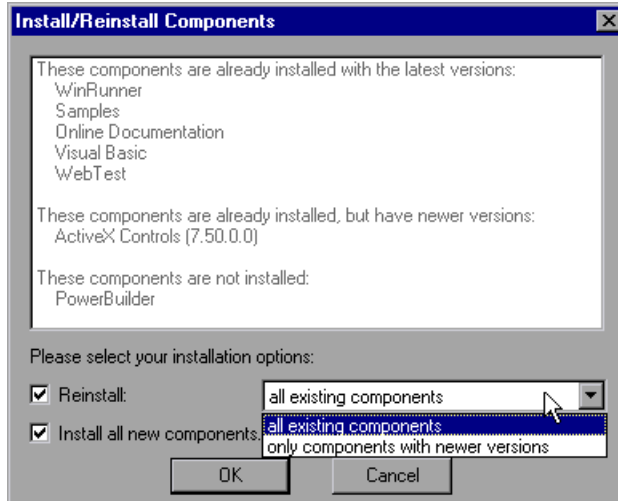 Install/Reinstall Components
These components are already installed with the latest versions:
WinRunner
Samples
Online Documentation
Visual Basic
WebTest
These components are already installed, but have newer versions:
ActiveX Controls (7.50.0.0)
These components are not installed:
PowerBuilder
Please select your installation options:
Reinstall: all existing components
all existing components
Install all new components.
only components with newer versions
OK Cancel